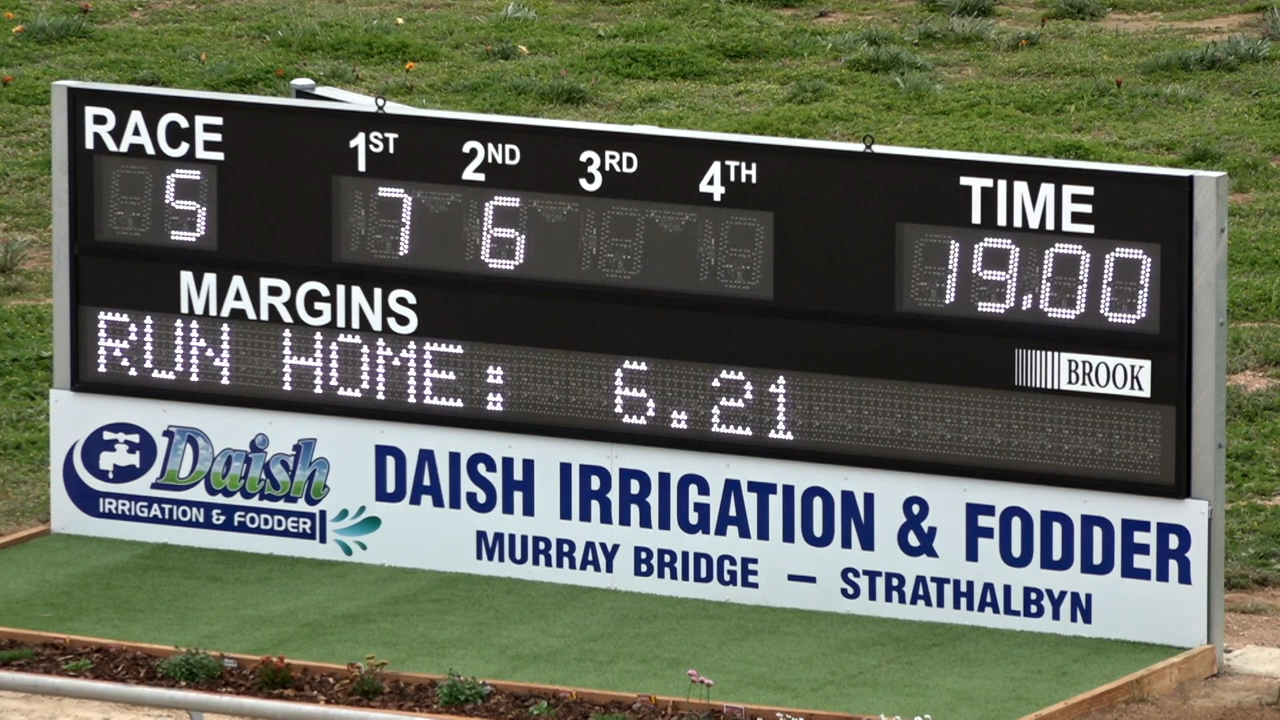 RACE 1ST 2ND 3RD 4TH TIME
5 7 6 19.00
MARGINS
BROOK
RUN HOME: 6.21
Daish
IRRIGATION & FODDER
DAISH IRRIGATION & FODDER
MURRAY BRIDGE – STRATHALBYN